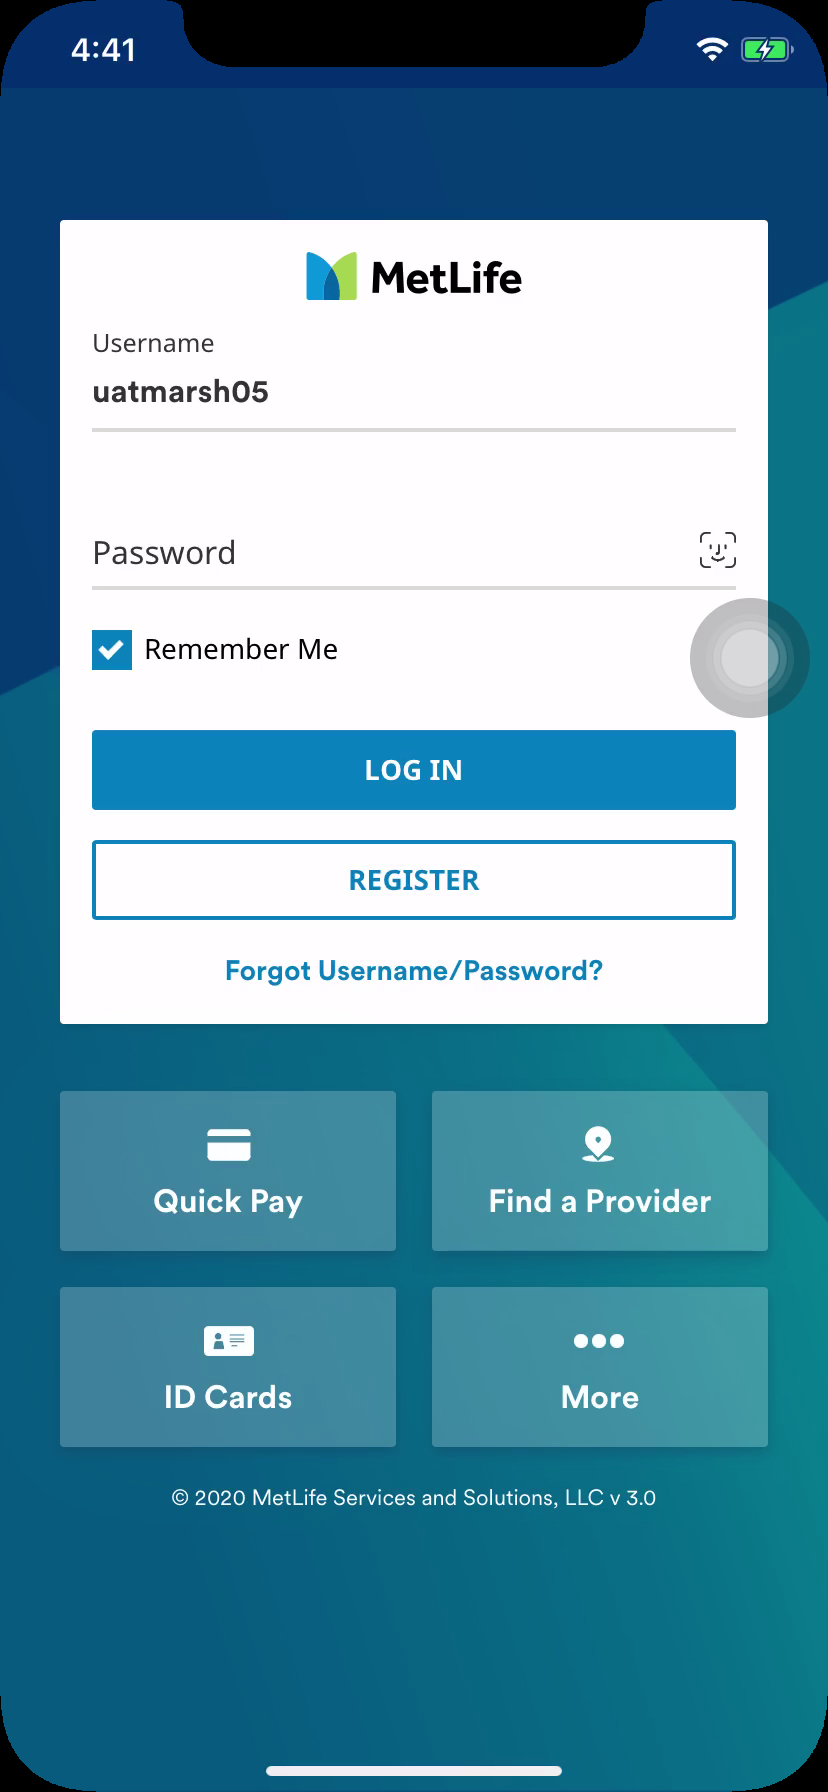 4:41
MetLife
Username
uatmarsh05
Password
Remember Me
LOG IN
REGISTER
Forgot Username/Password?
Quick Pay
Find a Provider
ID Cards
More
© 2020 MetLife Services and Solutions, LLC v 3.0